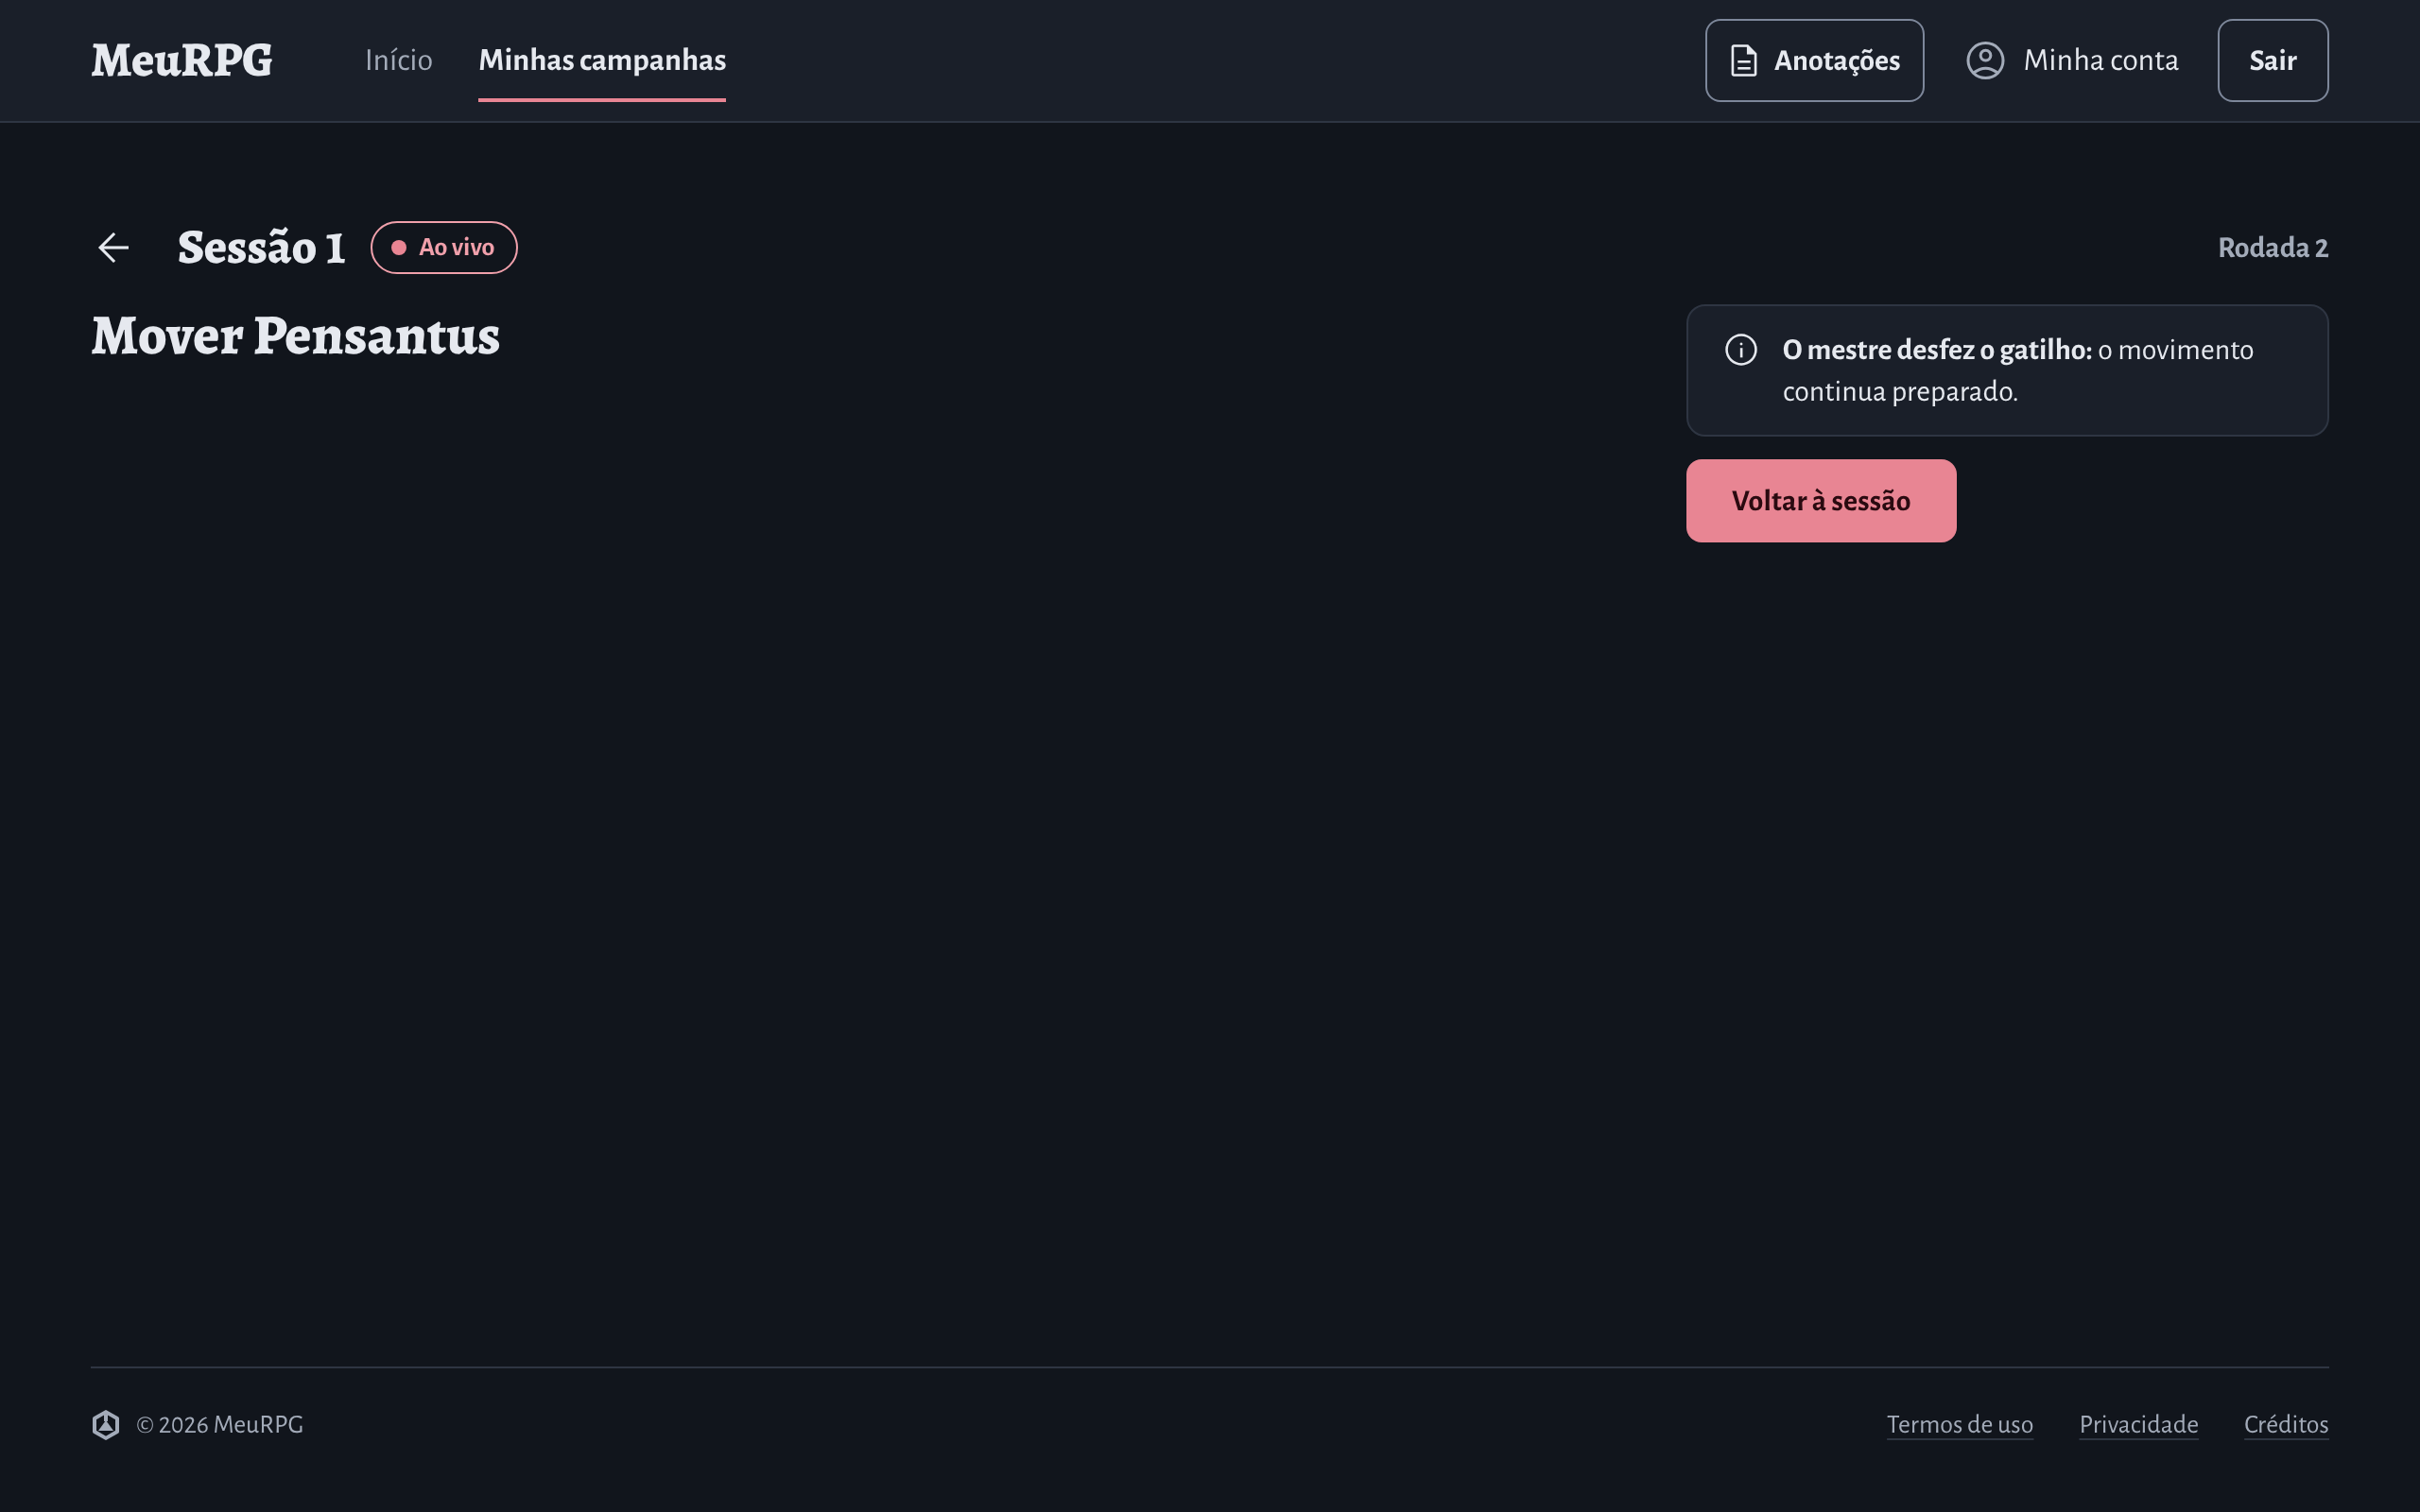 MeuRPG
Início
Minhas campanhas
Anotações
Minha conta
Sair
Sessão 1
Ao vivo
Rodada 2
Mover Pensantus
O mestre desfez o gatilho: o movimento
continua preparado.
Voltar à sessão
© 2026 MeuRPG
Termos de uso
Privacidade
Créditos